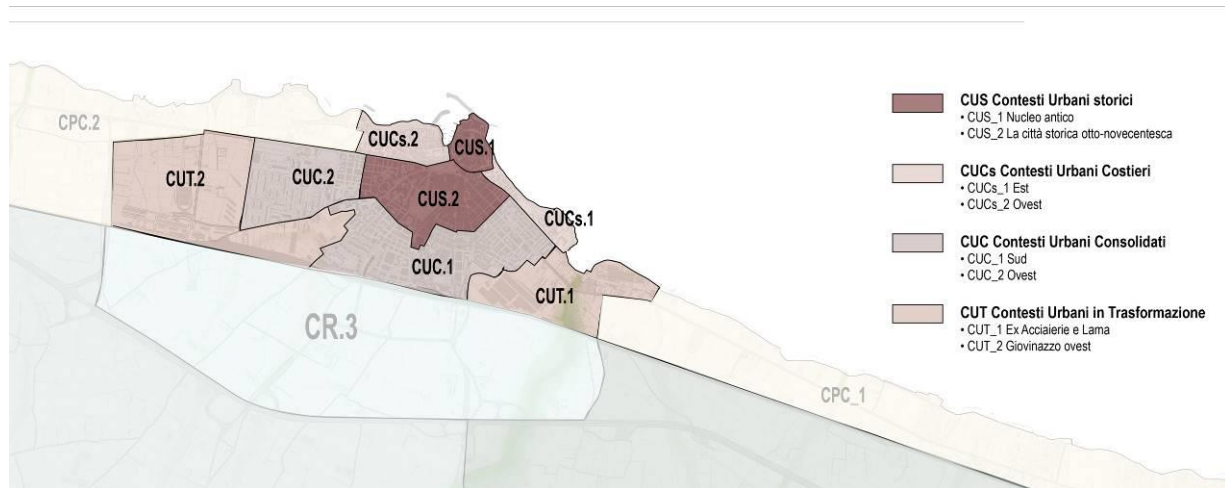 CPC.2
CUCs.2
CUS.1
CUT.2
CUC.2
CUS.2
CUCs.1
CUC.1
CUT.1
CR.3
CPC_1
CUS Contesti Urbani storici
• CUS_1 Nucleo antico
• CUS_2 La città storica otto-novecentesca
CUCs Contesti Urbani Costieri
• CUCs_1 Est
• CUCs_2 Ovest
CUC Contesti Urbani Consolidati
• CUC_1 Sud
• CUC_2 Ovest
CUT Contesti Urbani in Trasformazione
• CUT_1 Ex Acciaierie e Lama
• CUT_2 Giovinazzo ovest